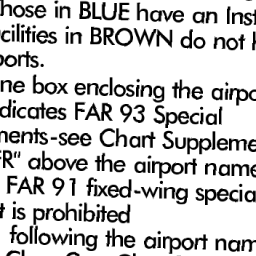 hose in BLUE have an Inst
cilities in BROWN do not h
ports.
ne box enclosing the airpo
dicates FAR 93 Special
ments-see Chart Suppleme
FR" above the airport name
FAR 91 fixed-wing specia
t is prohibited
following the airport nam